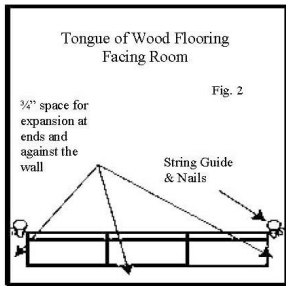 Tongue of Wood Flooring
Facing Room
Fig. 2
¾” space for
expansion at
ends and
against the
wall
String Guide
& Nails